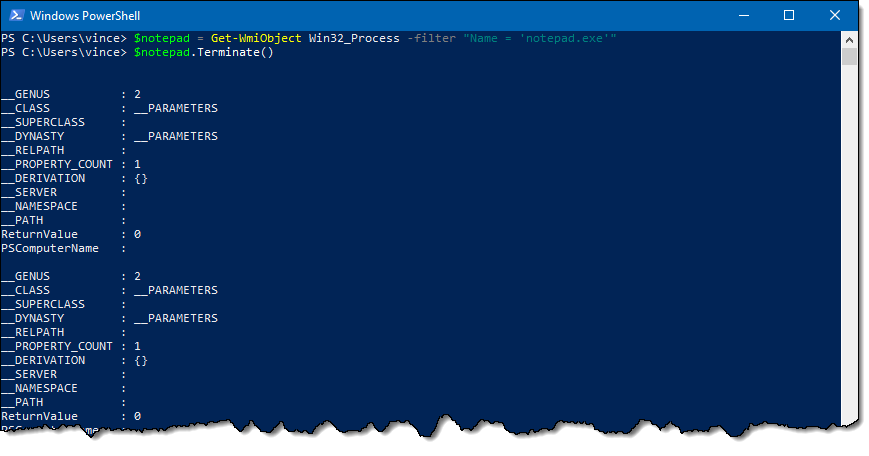 Windows PowerShell
PS C:\Users\vince> $notepad = Get-WmiObject Win32_Process -filter "Name = 'notepad.exe'"
PS C:\Users\vince> $notepad.Terminate()
__GENUS : 2
__CLASS : __PARAMETERS
__SUPERCLASS :
__DYNASTY : __PARAMETERS
__RELPATH :
__PROPERTY_COUNT : 1
__DERIVATION : {}
__SERVER :
__NAMESPACE :
__PATH :
ReturnValue : 0
PSComputerName :
__GENUS : 2
__CLASS : __PARAMETERS
__SUPERCLASS :
__DYNASTY : __PARAMETERS
__RELPATH :
__PROPERTY_COUNT : 1
__DERIVATION : {}
__SERVER :
__NAMESPACE :
__PATH :
ReturnValue : 0